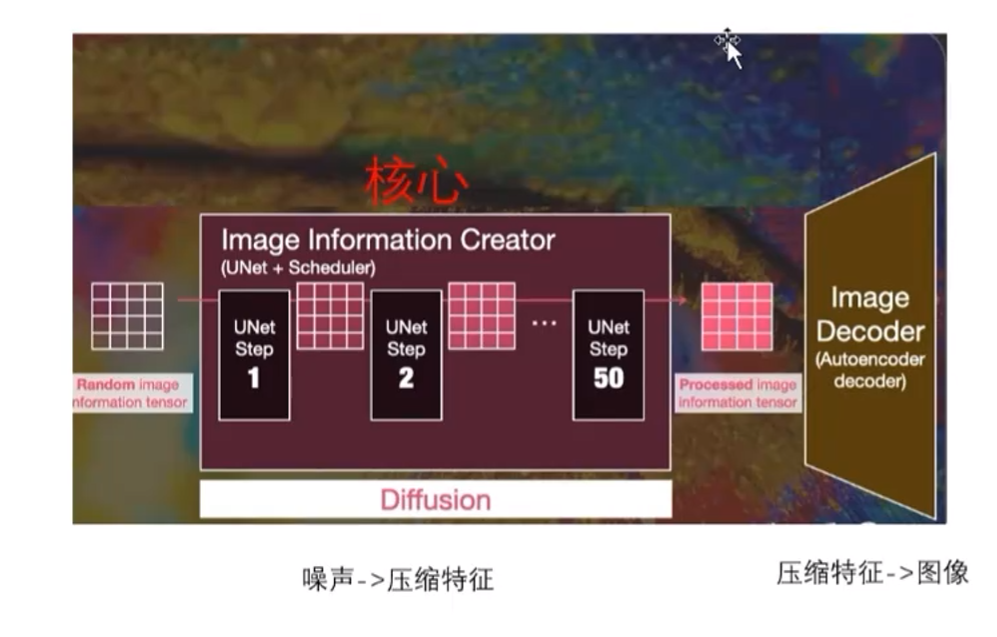 核心
Image Information Creator
(UNet + Scheduler)
UNet
Step
1
UNet
Step
2
...
UNet
Step
50
Random image
information tensor
Processed image
information tensor
Image
Decoder
(Autoencoder
decoder)
Diffusion
噪声->压缩特征
压缩特征->图像